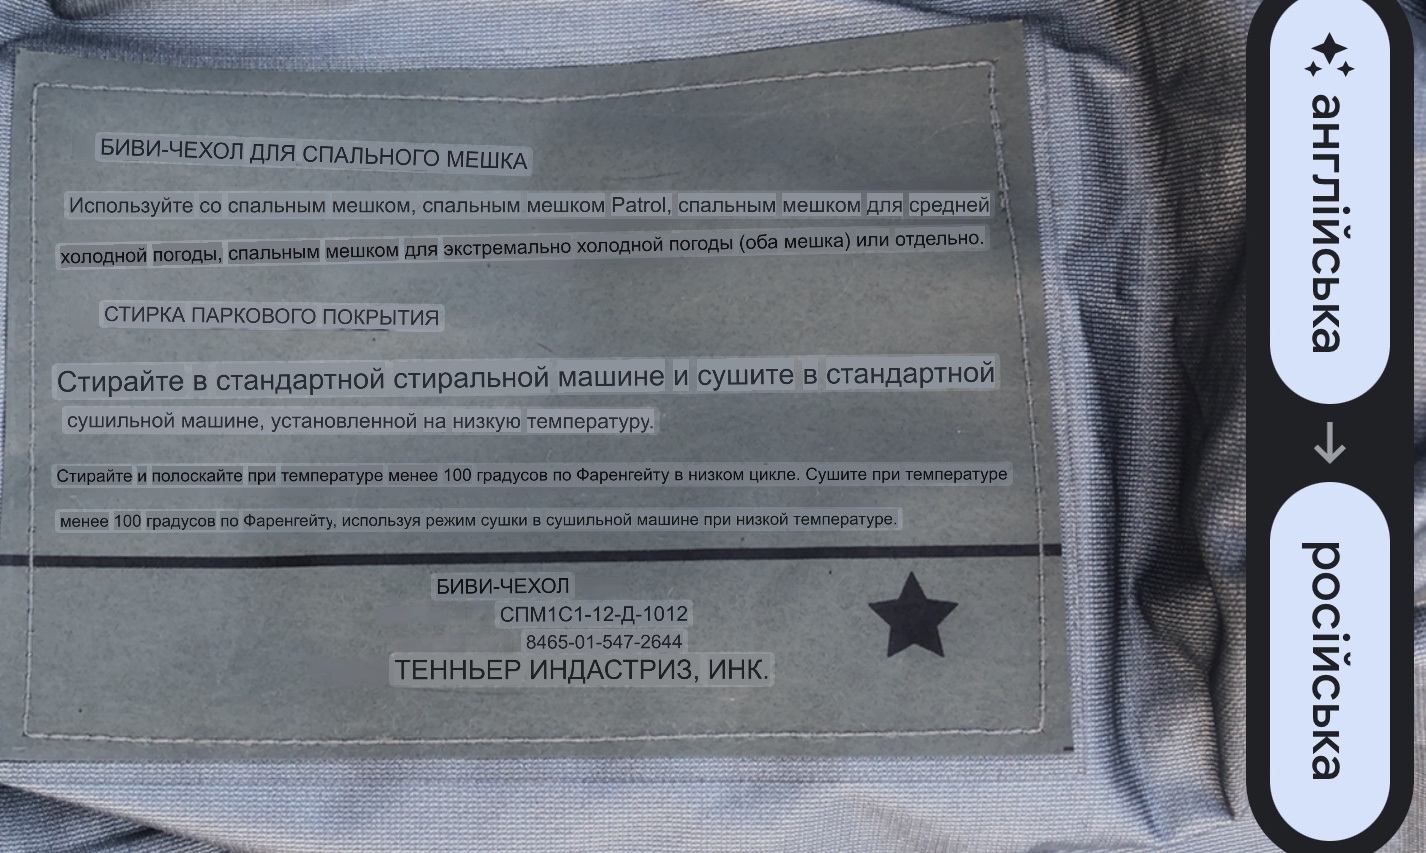 БИВИ-ЧЕХОЛ ДЛЯ СПАЛЬНОГО МЕШКА
Используйте со спальным мешком, спальным мешком Patrol, спальным мешком для средней
холодной погоды, спальным мешком для экстремально холодной погоды (оба мешка) или отдельно.
СТИРКА ПАРКОВОГО ПОКРЫТИЯ
Стирайте в стандартной стиральной машине и сушите в стандартной
сушильной машине, установленной на низкую температуру.
Стирайте и полоскайте при температуре менее 100 градусов по Фаренгейту в низком цикле. Сушите при температуре
менее 100 градусов по Фаренгейту, используя режим сушки в сушильной машине при низкой температуре.
БИВИ-ЧЕХОЛ
СПМ1С1-12-Д-1012
8465-01-547-2644
ТЕННЬЕР ИНДАСТРИЗ, ИНК.
англійська
російська